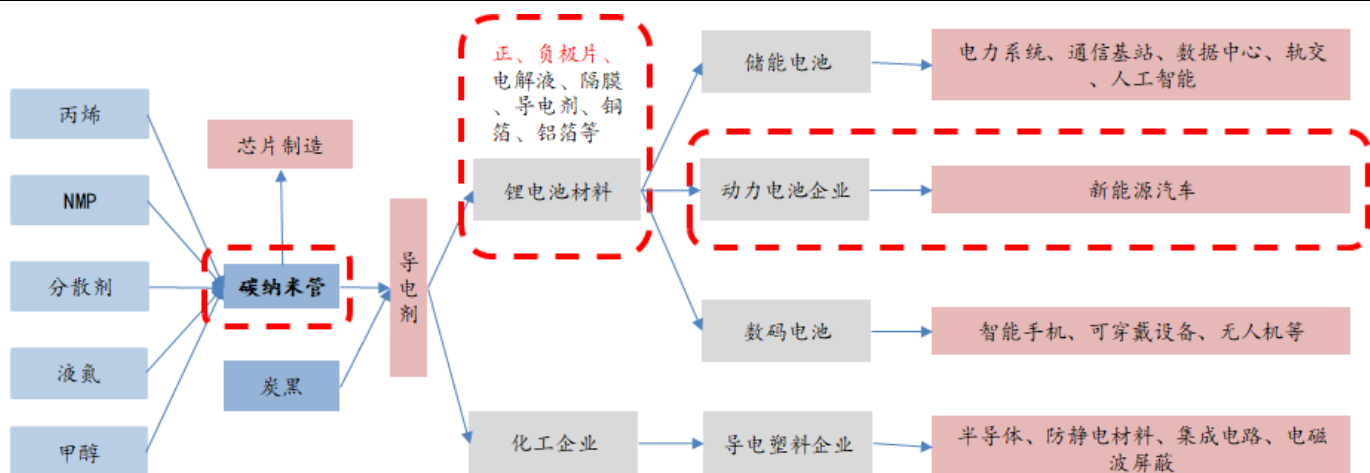 丙烯
NMP
分散剂
液氮
甲醇
芯片制造
碳纳米管
炭黑
导电剂
正、负极片、
电解液、隔膜
、导电剂、铜
箔、铝箔等
锂电池材料
化工企业
储能电池
动力电池企业
数码电池
导电塑料企业
电力系统、通信基站、数据中心、轨交
、人工智能
新能源汽车
智能手机、可穿戴设备、无人机等
半导体、防静电材料、集成电路、电磁
波屏蔽